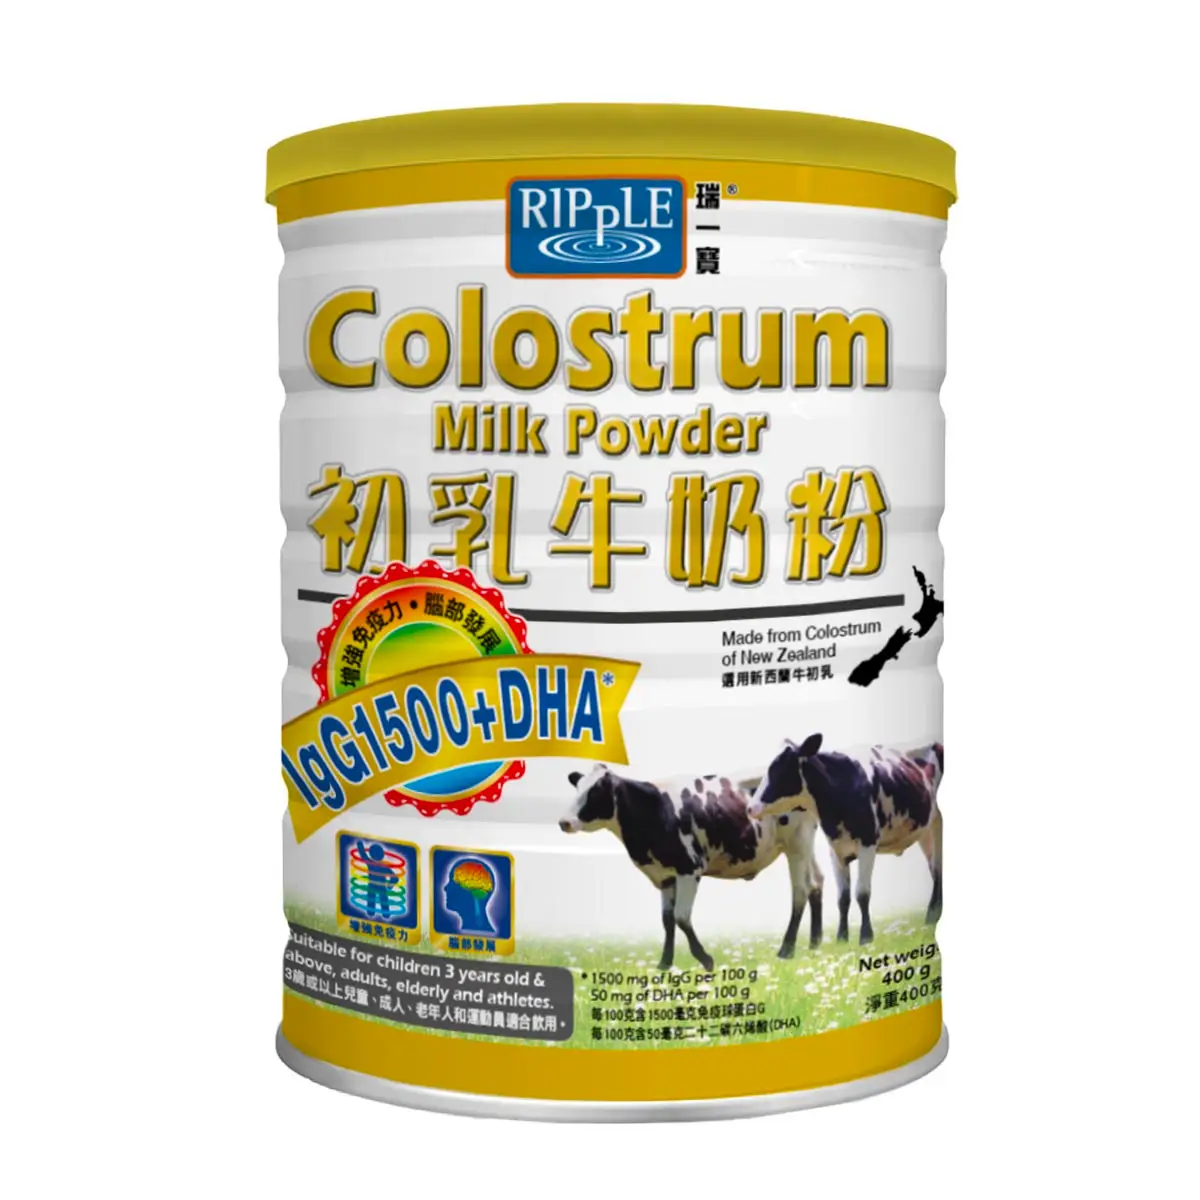 RIPpLE
瑞一寶®
Colostrum
Milk Powder
初乳牛奶粉
增強免疫力・腦部發展
IgG1500+DHA*
Made from Colostrum
of New Zealand
選用新西蘭牛初乳
增強免疫力
腦部發展
Suitable for children 3 years old &
above, adults, elderly and athletes.
3歲或以上兒童、成人、老年人和運動員適合飲用。
* 1500 mg of IgG per 100 g
50 mg of DHA per 100 g
每100克含1500毫克免疫球蛋白G
每100克含50毫克二十二碳六烯酸(DHA)
Net weig
400 g
淨重400克